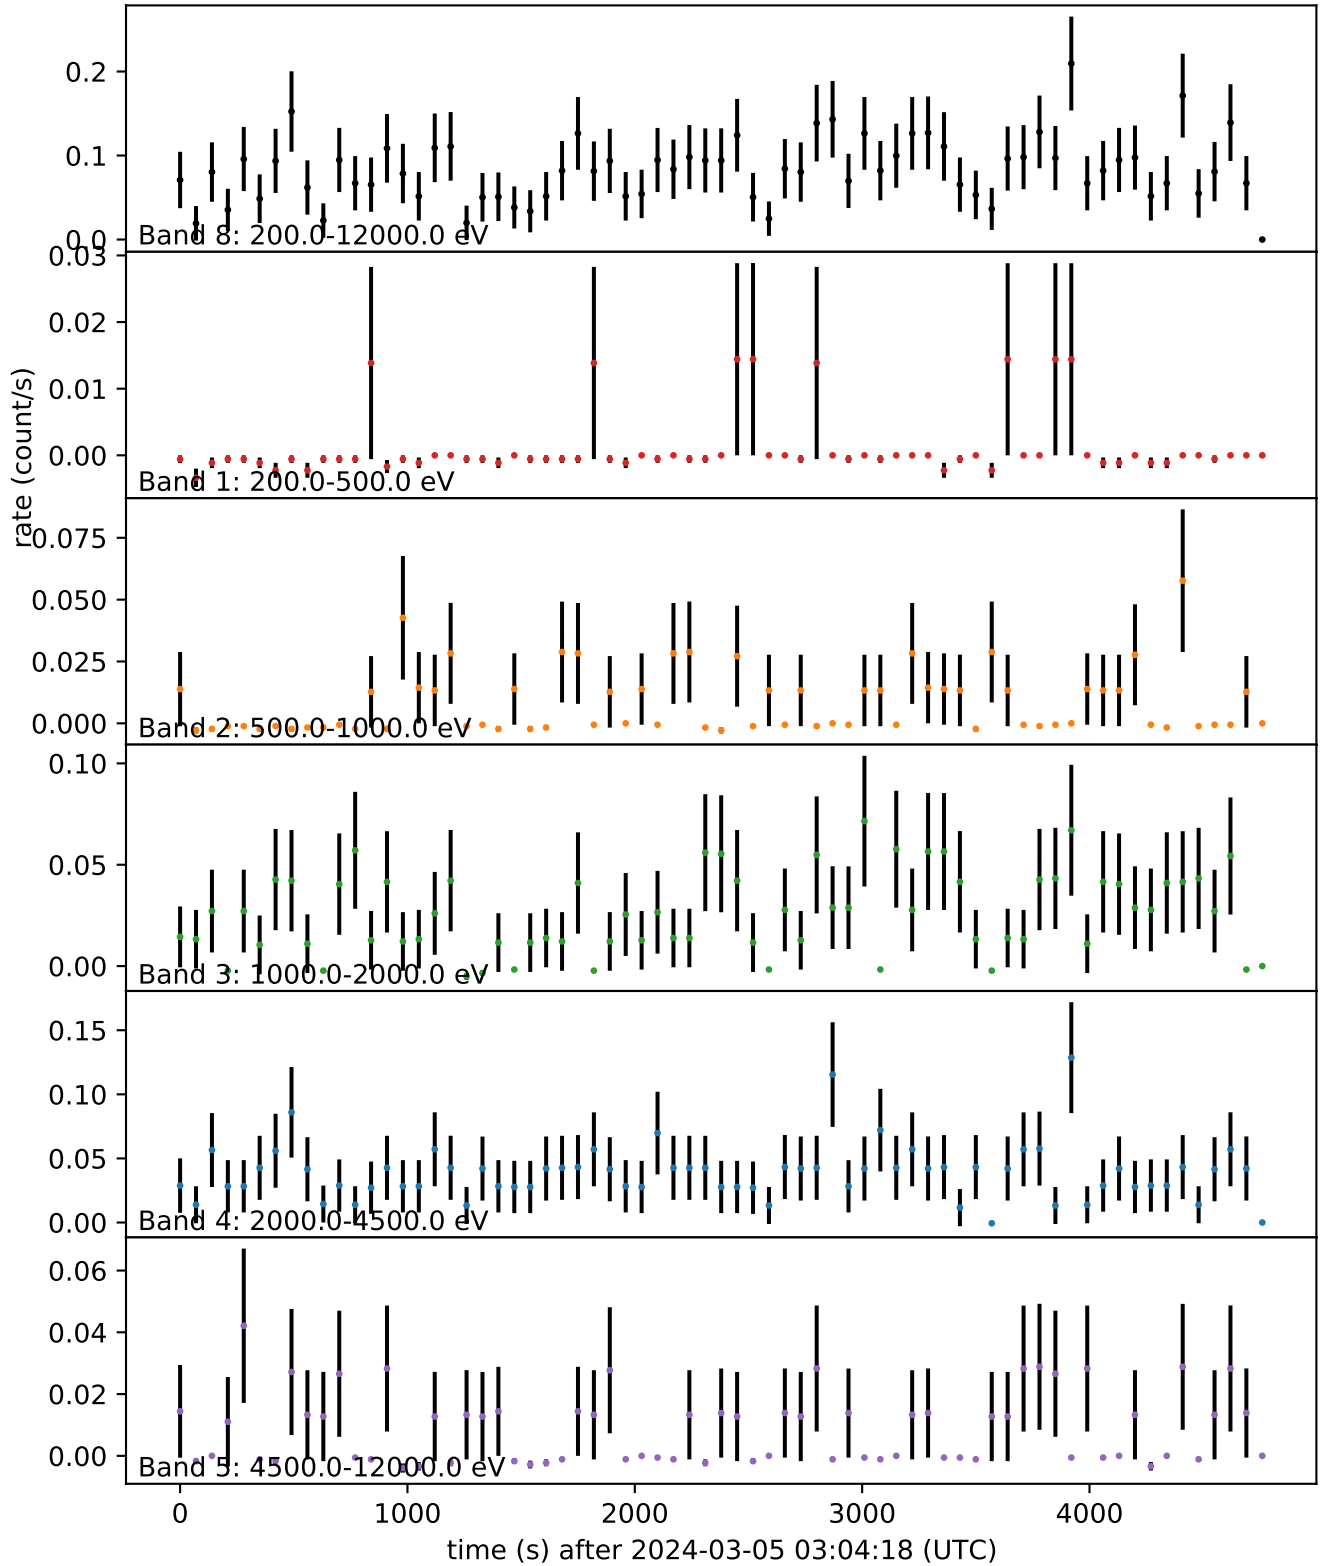 0.2
0.1
0.0
Band 8: 200.0-12000.0 eV
0.03
0.02
0.01
0.00
Band 1: 200.0-500.0 eV
rate (count/s)
0.075
0.050
0.025
0.000
Band 2: 500.0-1000.0 eV
0.10
0.05
0.00
Band 3: 1000.0-2000.0 eV
0.15
0.10
0.05
0.00
Band 4: 2000.0-4500.0 eV
0.06
0.04
0.02
0.00
Band 5: 4500.0-12000.0 eV
0 1000 2000 3000 4000
time (s) after 2024-03-05 03:04:18 (UTC)